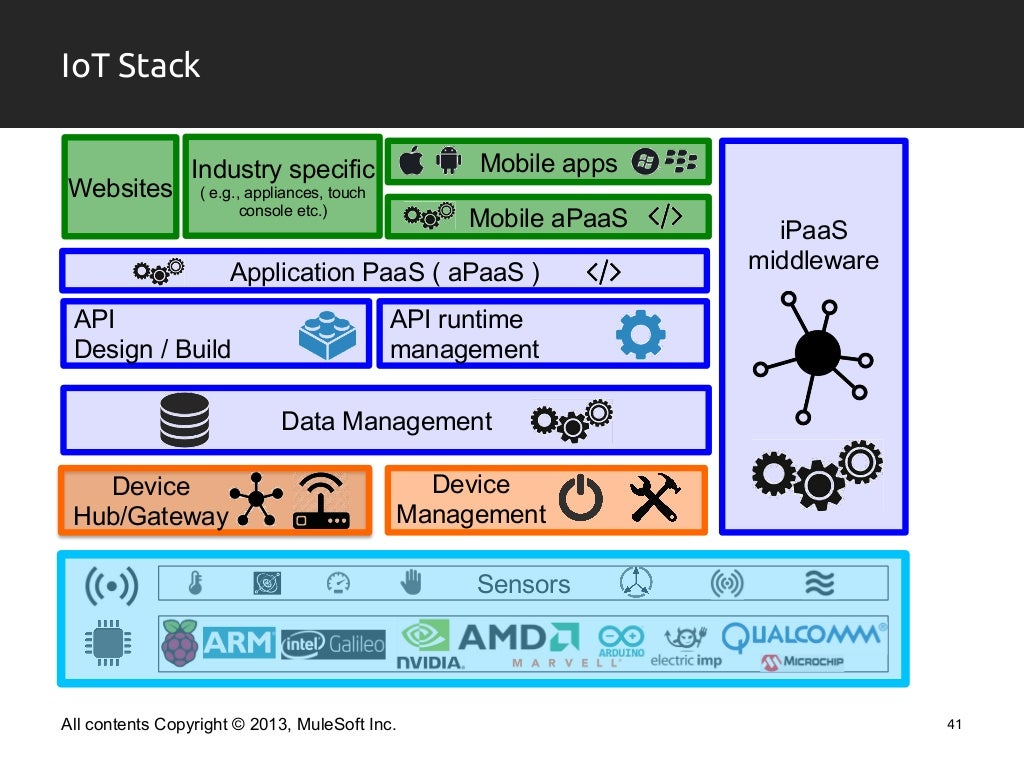 IoT Stack
Websites
Industry specific
( e.g., appliances, touch
console etc.)
Mobile apps
Mobile aPaaS
iPaaS
middleware
Application PaaS ( aPaaS )
API
Design / Build
API runtime
management
Data Management
Device
Hub/Gateway
Device
Management
Sensors
ARM
intel Galileo
NVIDIA.
AMD
MARVELL
ARDUINO
electric imp
QUALCOMM®
MICROCHIP
All contents Copyright © 2013, MuleSoft Inc.
41